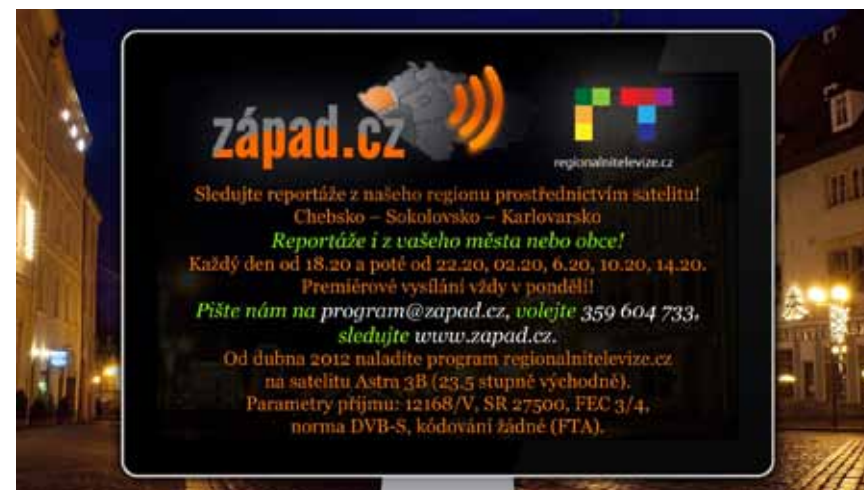 západ.cz
regionalnitelevize.cz
Sledujte reportáže z našeho regionu prostřednictvím satelitu!
Chebsko – Sokolovsko – Karlovarsko
Reportáže i z vašeho města nebo obce!
Každý den od 18.20 a poté od 22.20, 02.20, 6.20, 10.20, 14.20.
Premiérové vysílání vždy v pondělí!
Pište nám na program@zapad.cz, volejte 359 604 733,
sledujte www.zapad.cz.
Od dubna 2012 naladíte program regionalnitelevize.cz
na satelitu Astra 3B (23,5 stupně východně).
Parametry příjmu: 12168/V, SR 27500, FEC 3/4,
norma DVB-S, kódování žádné (FTA).